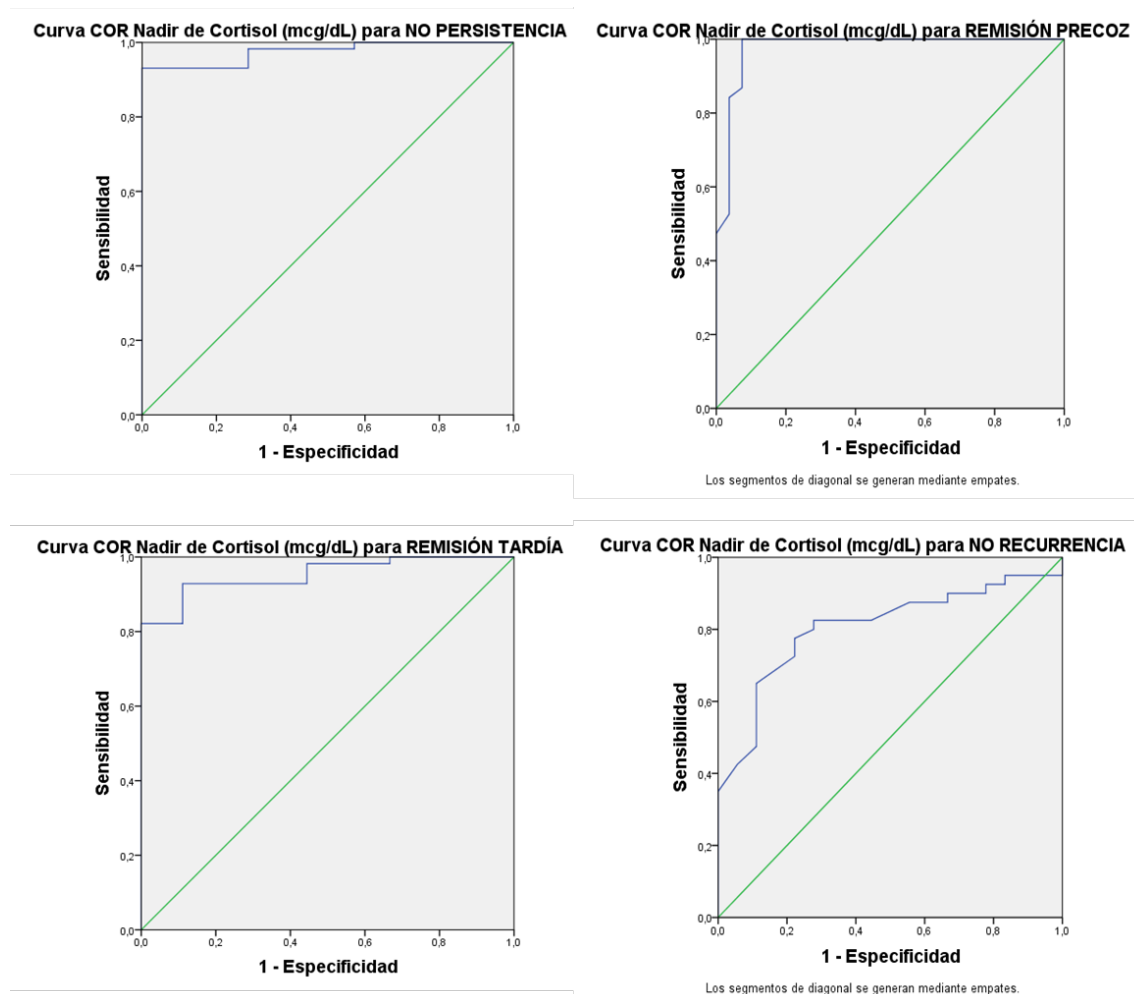 Curva COR Nadir de Cortisol (mcg/dL) para NO PERSISTENCIA
1,0
0,8
0,6
0,4
0,2
0,0
Sensibilidad
0,0 0,2 0,4 0,6 0,8 1,0
1 - Especificidad
Curva COR Nadir de Cortisol (mcg/dL) para REMISIÓN PRECOZ
1,0
0,8
0,6
0,4
0,2
0,0
Sensibilidad
0,0 0,2 0,4 0,6 0,8 1,0
1 - Especificidad
Los segmentos de diagonal se generan mediante empates.
Curva COR Nadir de Cortisol (mcg/dL) para REMISIÓN TARDÍA
1,0
0,8
0,6
0,4
0,2
0,0
Sensibilidad
0,0 0,2 0,4 0,6 0,8 1,0
1 - Especificidad
Curva COR Nadir de Cortisol (mcg/dL) para NO RECURRENCIA
1,0
0,8
0,6
0,4
0,2
0,0
Sensibilidad
0,0 0,2 0,4 0,6 0,8 1,0
1 - Especificidad
Los segmentos de diagonal se generan mediante empates.